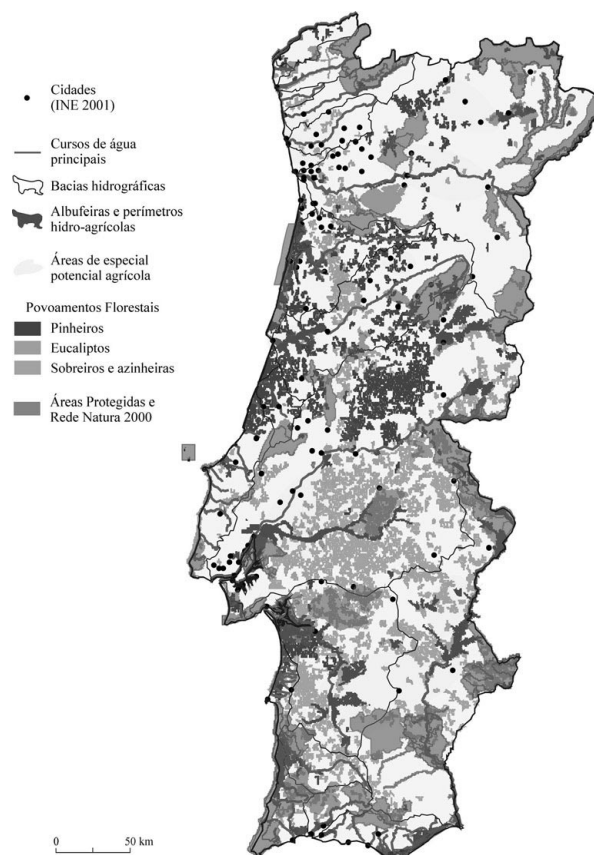 Cidades
(INE 2001)
Cursos de água
principais
Bacias hidrográficas
Albufeiras e perímetros
hidro-agrícolas
Áreas de especial
potencial agrícola
Povoamentos Florestais
Pinheiros
Eucaliptos
Sobreiros e azinheiras
Áreas Protegidas e
Rede Natura 2000
0 50 km